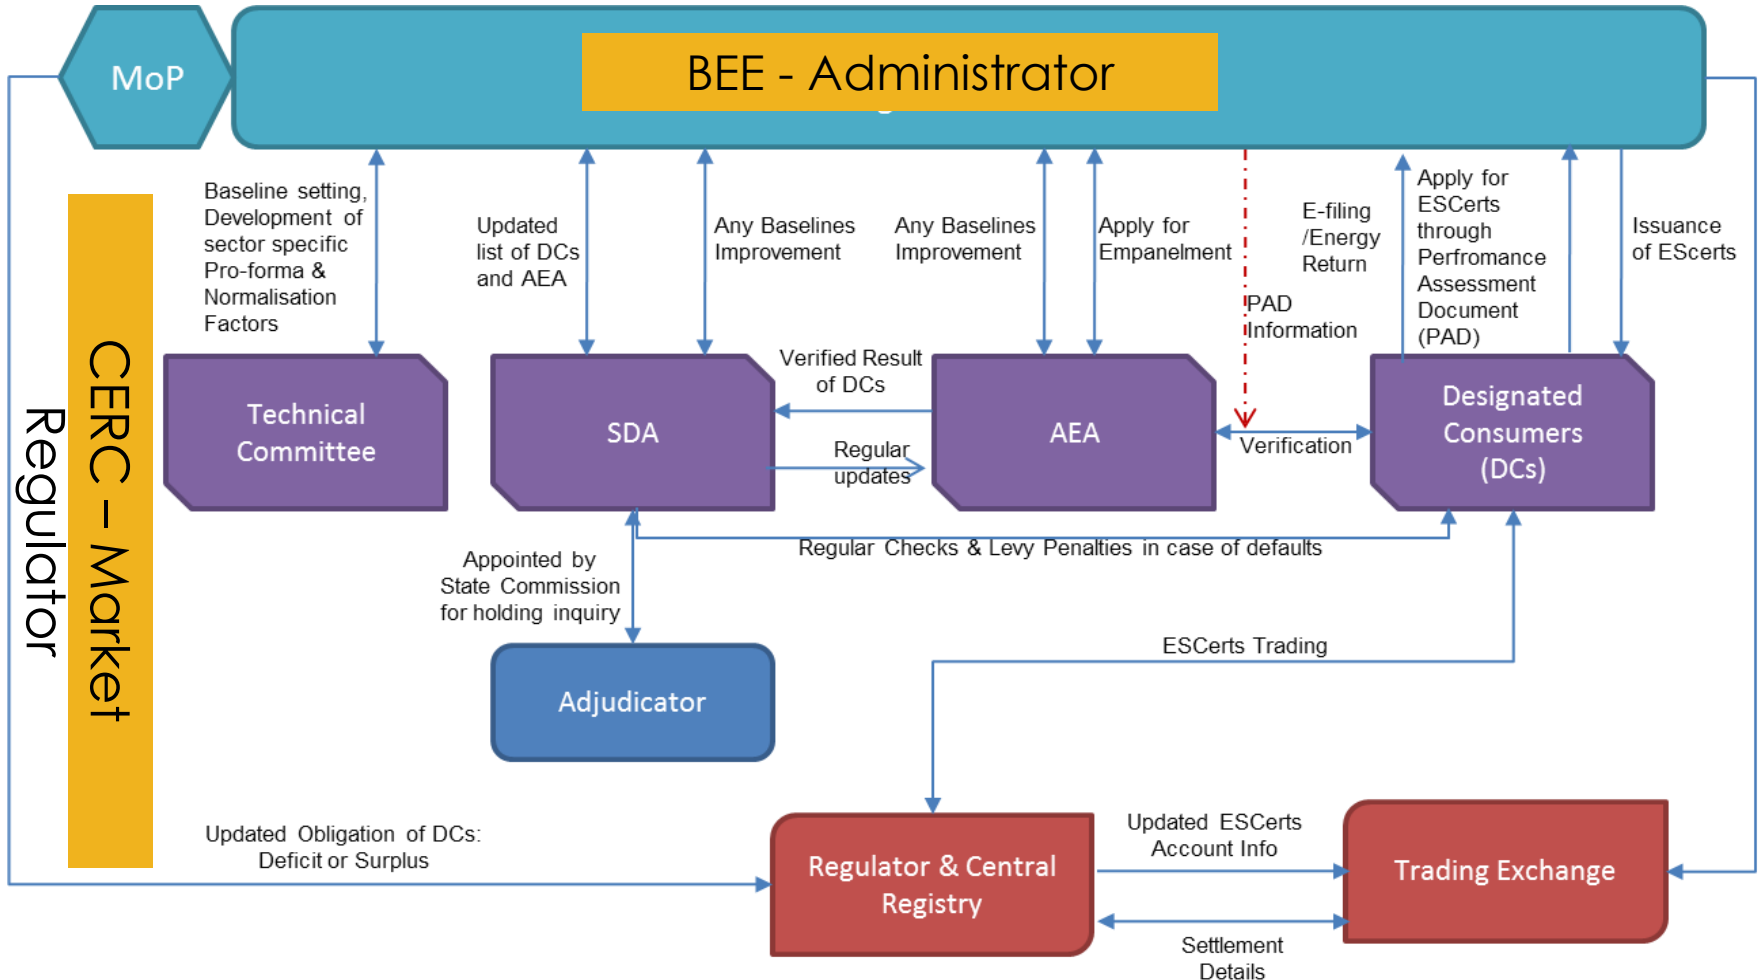 MoP
BEE - Administrator
Baseline setting,
Development of
sector specific
Pro-forma &
Normalisation
Factors
Updated
list of DCs
and AEA
Any Baselines
Improvement
Any Baselines
Improvement
Apply for
Empanelment
PAD
Information
E-filing
/Energy
Return
Apply for
ESCerts
through
Perfromance
Assessment
Document
(PAD)
Issuance
of EScerts
CERC – Market
Regulator
Technical
Committee
SDA
Verified Result
of DCs
Regular
updates
AEA
Verification
Designated
Consumers
(DCs)
Regular Checks & Levy Penalties in case of defaults
Appointed by
State Commission
for holding inquiry
Adjudicator
ESCerts Trading
Updated Obligation of DCs:
Deficit or Surplus
Regulator & Central
Registry
Updated ESCerts
Account Info
Settlement
Details
Trading Exchange